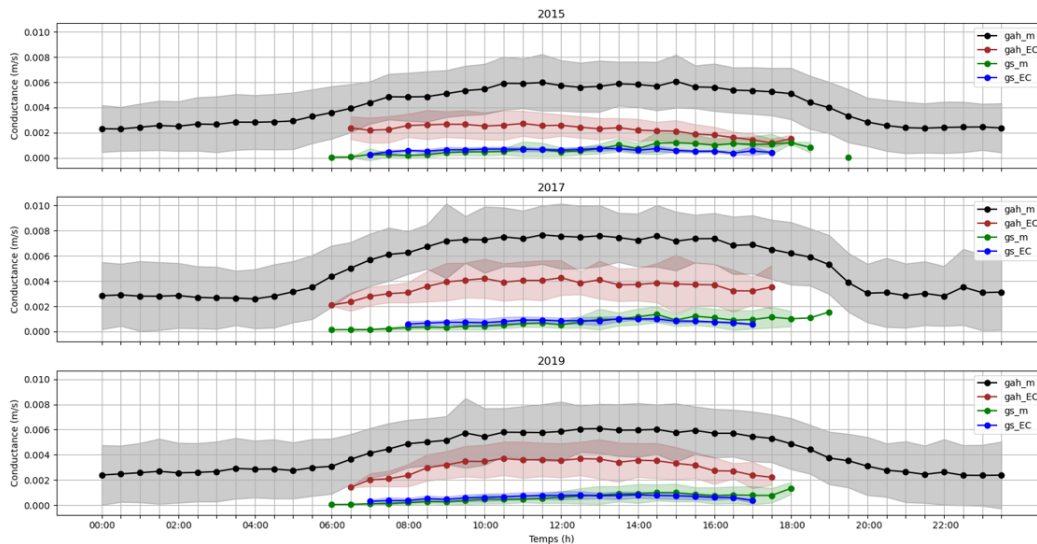 2015
0.010
0.008
0.006
0.004
0.002
0.000
Conductance (m/s)
gah_m
gah_EC
gs_m
gs_EC
2017
0.010
0.008
0.006
0.004
0.002
0.000
Conductance (m/s)
gah_m
gah_EC
gs_m
gs_EC
2019
0.010
0.008
0.006
0.004
0.002
0.000
Conductance (m/s)
gah_m
gah_EC
gs_m
gs_EC
00:00 02:00 04:00 06:00 08:00 10:00 12:00 14:00 16:00 18:00 20:00 22:00
Temps (h)